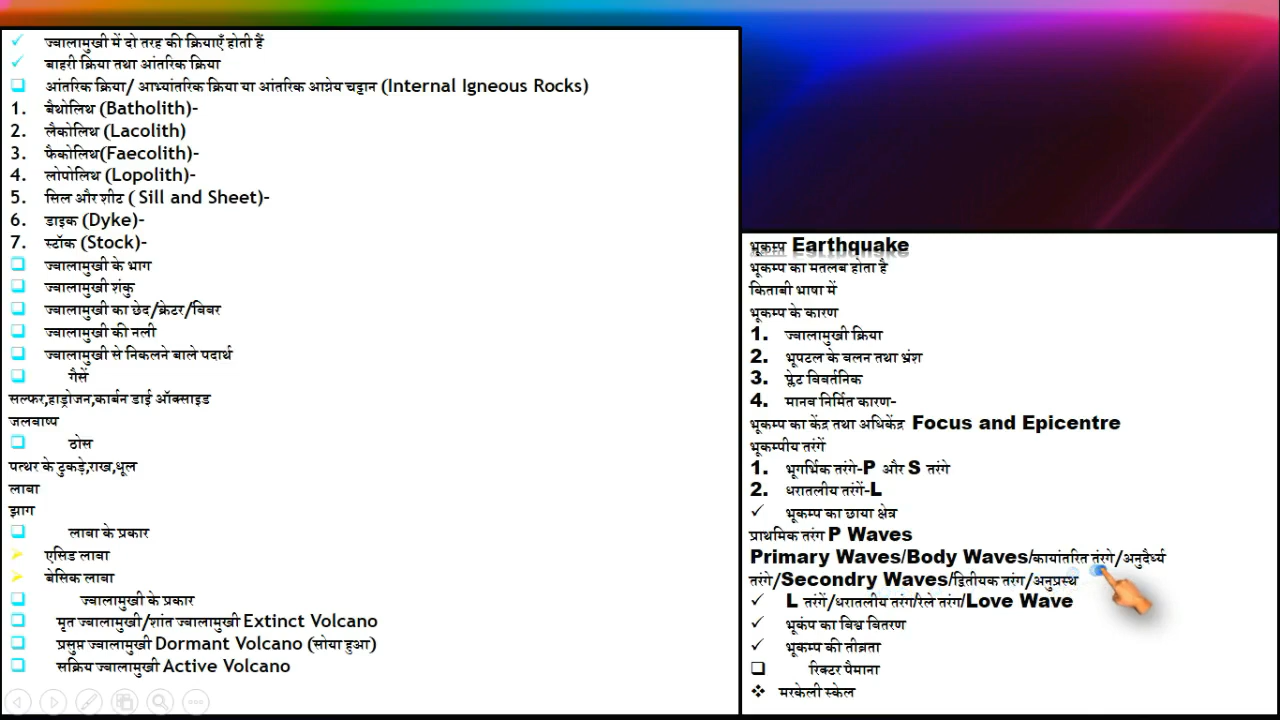 ज्वालामुखी में दो तरह की क्रियाएँ होती हैं
बाहरी क्रिया तथा आंतरिक क्रिया
आंतरिक क्रिया/ आभ्यांतरिक क्रिया या आंतरिक आग्नेय चट्टान (Internal Igneous Rocks)
1. बैथोलिथ (Batholith)-
2. लैकोलिथ (Lacolith)
3. फैकोलिथ(Faecolith)-
4. लोपोलिथ (Lopolith)-
5. सिल और शीट ( Sill and Sheet)-
6. डाइक (Dyke)-
7. स्टॉक (Stock)-
ज्वालामुखी के भाग
ज्वालामुखी शंकु
ज्वालामुखी का छेद/क्रेटर/विवर
ज्वालामुखी की नली
ज्वालामुखी से निकलने वाले पदार्थ
गैसें
सल्फर,हाड्रोजन,कार्बन डाई ऑक्साइड
जलवाष्प
ठोस
पत्थर के टुकड़े,राख,धूल
लावा
झाग
लावा के प्रकार
एसिड लावा
बेसिक लावा
ज्वालामुखी के प्रकार
मृत ज्वालामुखी/शांत ज्वालामुखी Extinct Volcano
प्रसुप्त ज्वालामुखी Dormant Volcano (सोया हुआ)
सक्रिय ज्वालामुखी Active Volcano
भूकम्प Earthquake
भूकम्प का मतलब होता है
किताबी भाषा में
भूकम्प के कारण
1. ज्वालामुखी क्रिया
2. भूपटल के वलन तथा भ्रंश
3. प्लेट विवर्तनिक
4. मानव निर्मित कारण-
भूकम्प का केंद्र तथा अधिकेंद्र Focus and Epicentre
भूकम्पीय तरंगें
1. भूगर्भिक तरंगे-P और S तरंगे
2. धरातलीय तरंगें-L
भूकम्प का छाया क्षेत्र
प्राथमिक तरंग P Waves
Primary Waves/Body Waves/कायांतरित तंरगे/अनुदैर्ध्य
तरंगे/Secondry Waves/द्वितीयक तरंग/अनुप्रस्थ
L तरंगें/धरातलीय तरंग/रेले तरंग/Love Wave
भूकंप का विश्व वितरण
भूकम्प की तीव्रता
रिक्टर पैमाना
मरकेली स्केल